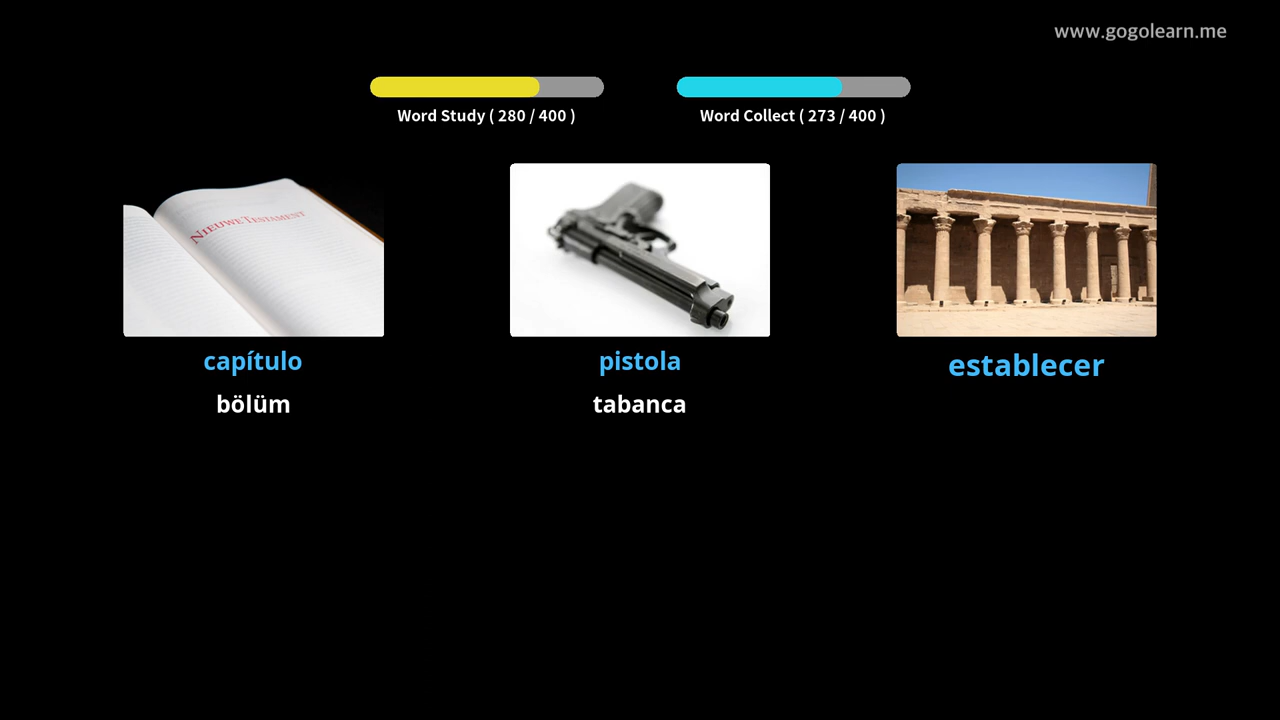 www.gogolearn.me
Word Study ( 280 / 400 )
Word Collect ( 273 / 400 )
NIEUWE TESTAMENT
capítulo
bölüm
pistola
tabanca
establecer